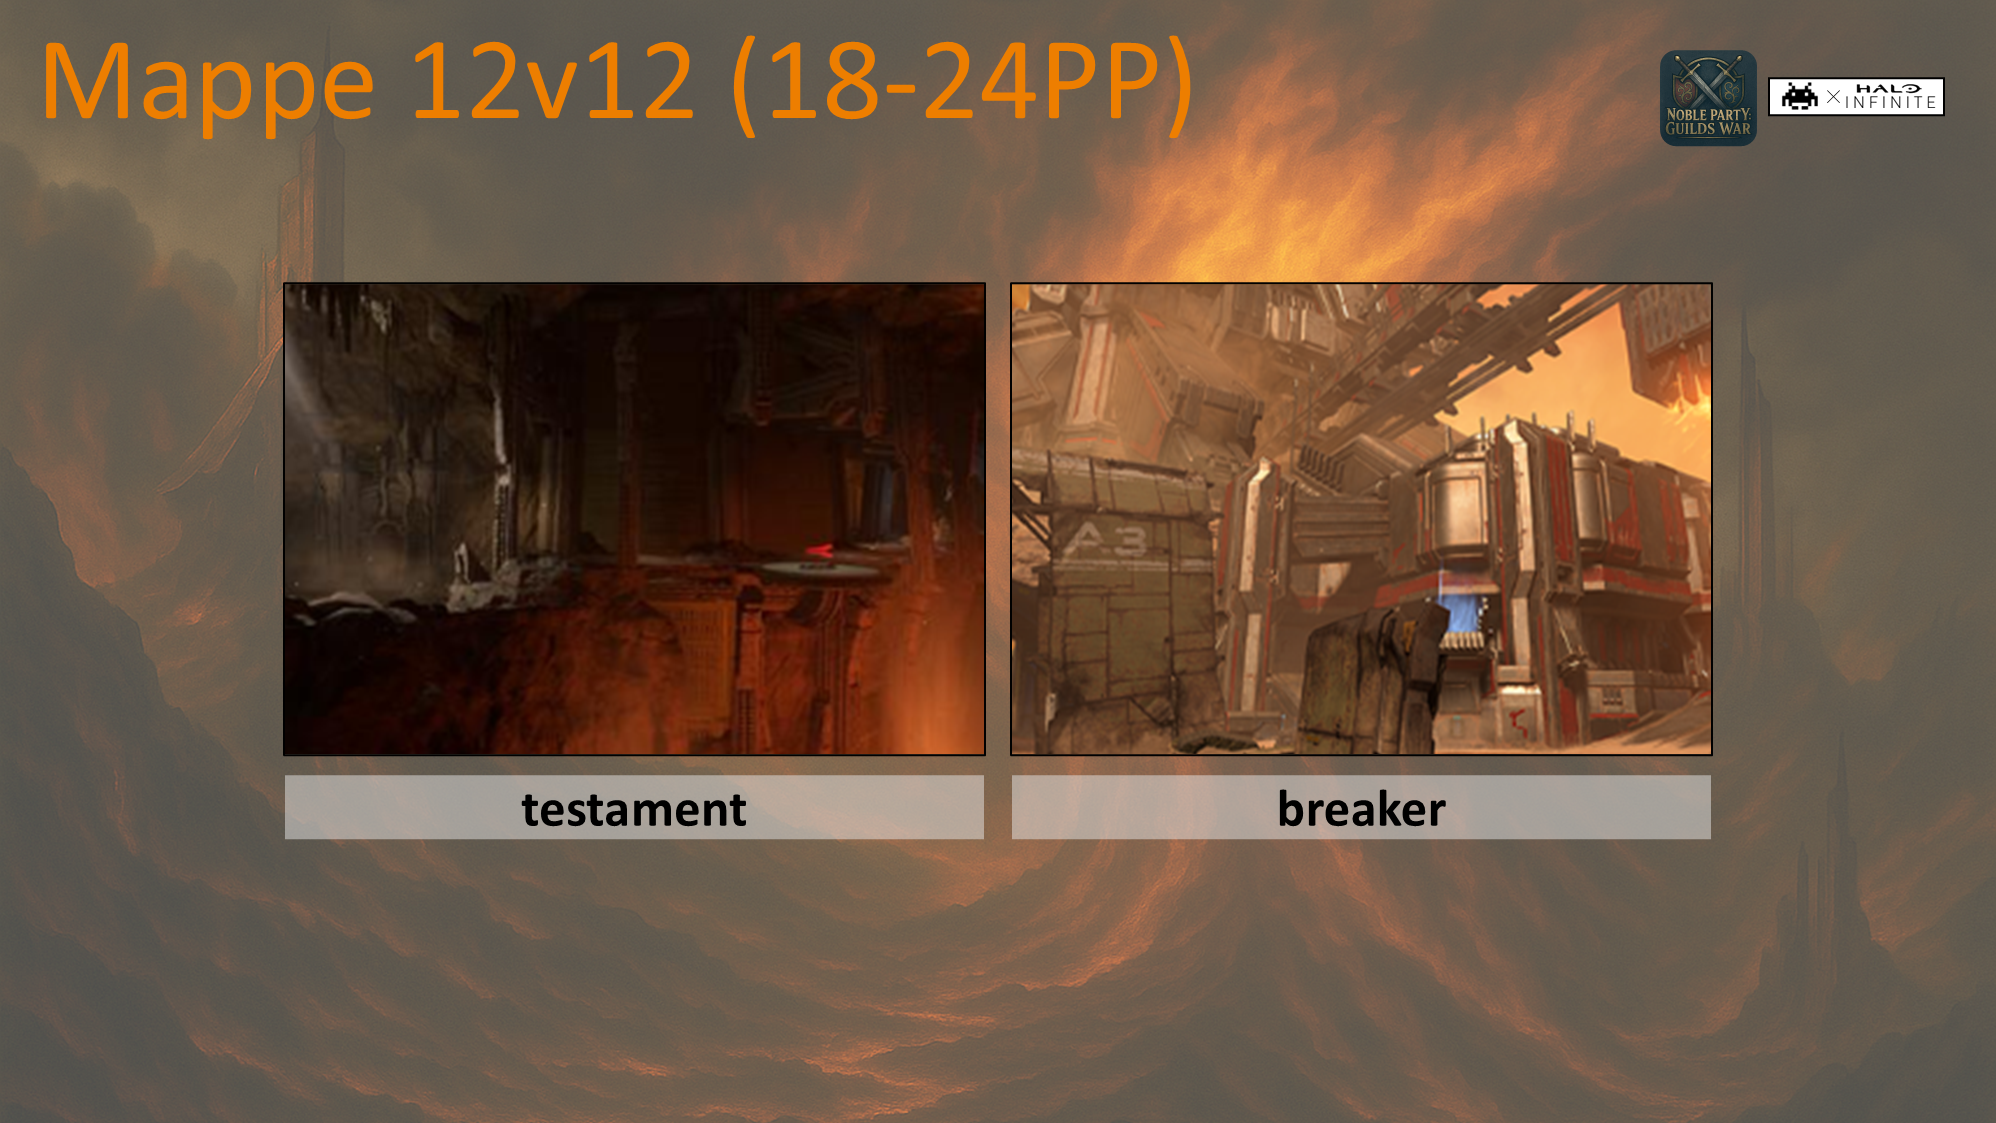 Mappe 12v12 (18-24PP)
NOBLE PARTY:
GUILDS WAR
× HALO
INFINITE
A3
testament
breaker